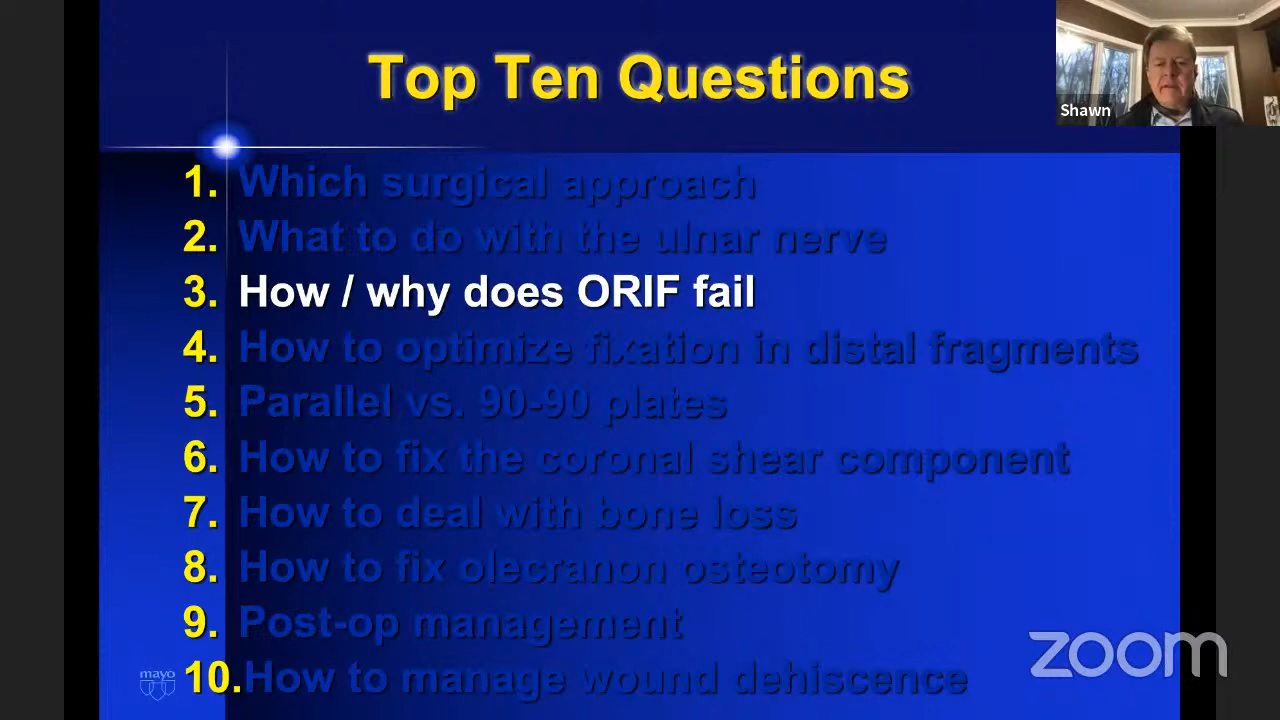 Top Ten Questions
Shawn
1. Which surgical approach
2. What to do with the ulnar nerve
3. How / why does ORIF fail
4. How to optimize fixation in distal fragments
5. Parallel vs. 90-90 plates
6. How to fix the coronal shear component
7. How to deal with bone loss
8. How to fix olecranon osteotomy
9. Post-op management
10. How to manage wound dehiscence
mayo
zoom